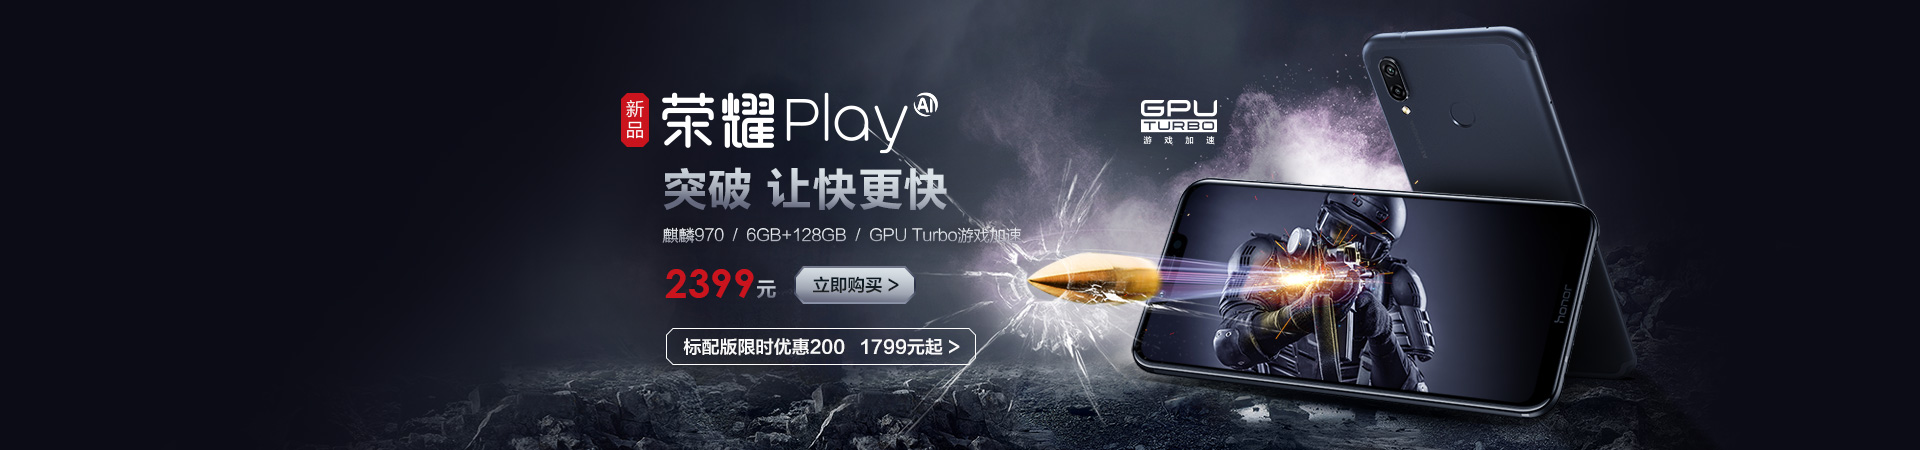 新品
荣耀Play AI
突破 让快更快
麒麟970 / 6GB+128GB / GPU Turbo游戏加速
2399元 立即购买 >
标配版限时优惠200 1799元起 >
GPU
TURBO
游戏加速
honor